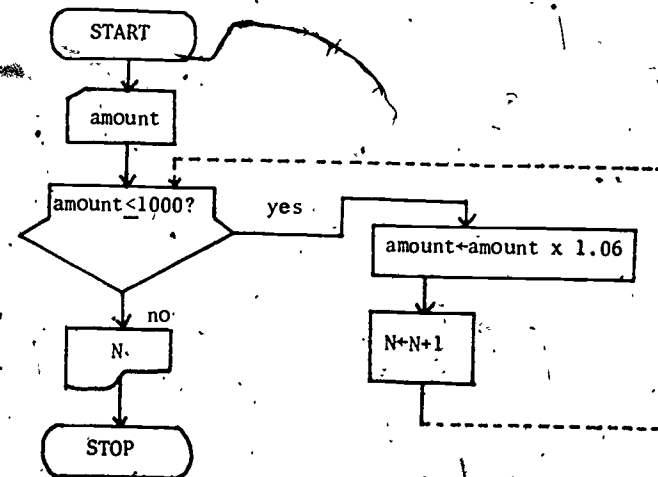 START
amount
amount≤1000?
yes
amount←amount x 1.06
no
N
N←N+1
STOP